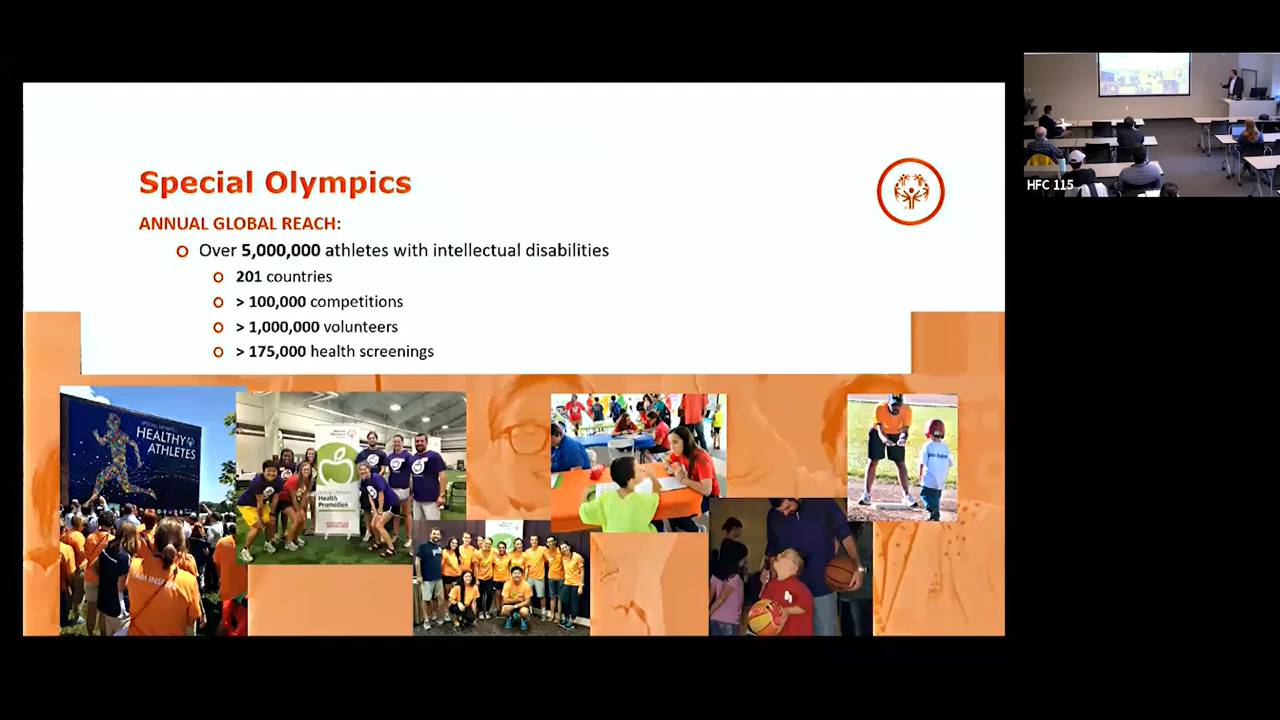 Special Olympics
ANNUAL GLOBAL REACH:
Over 5,000,000 athletes with intellectual disabilities
201 countries
> 100,000 competitions
> 1,000,000 volunteers
> 175,000 health screenings
HFC 115
HEALTHY
ATHLETES
Health
Promotion